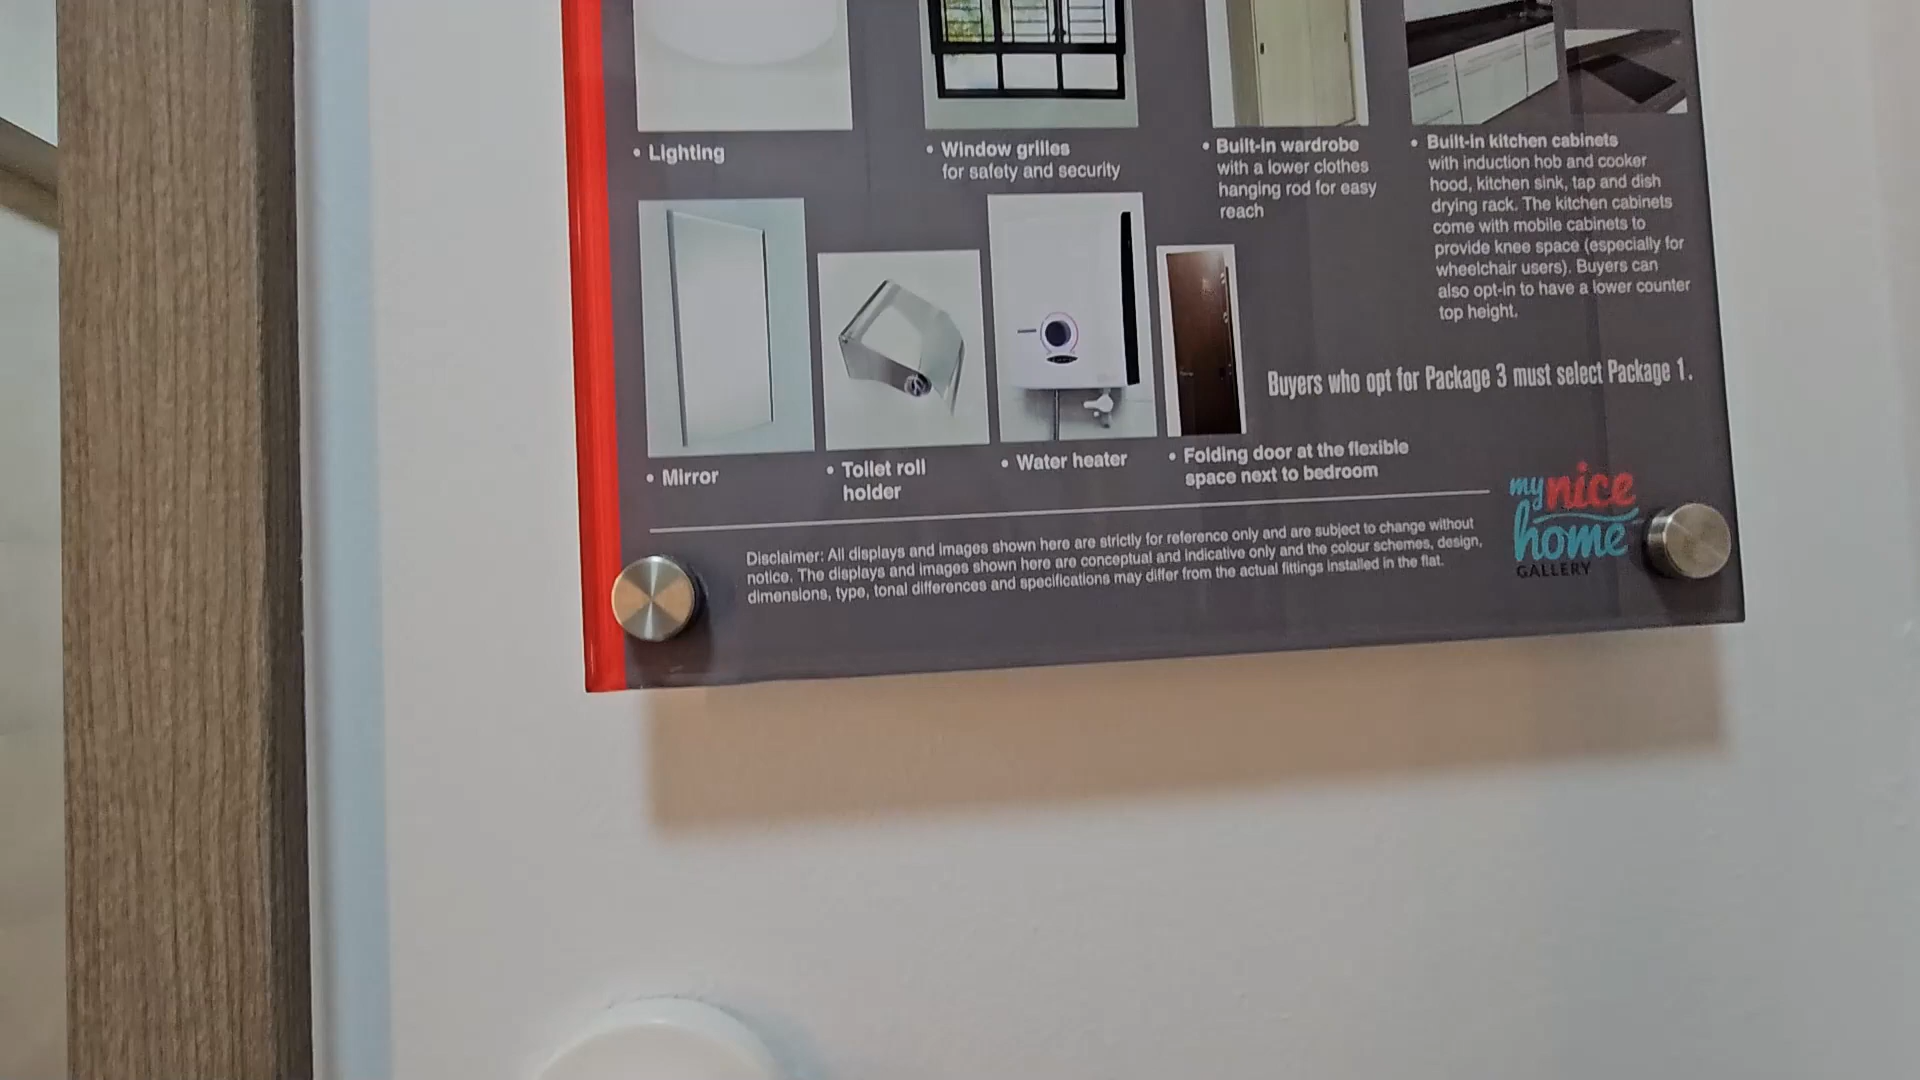 • Lighting
• Window grilles
for safety and security
• Built-in wardrobe
with a lower clothes
hanging rod for easy
reach
• Built-in kitchen cabinets
with induction hob and cooker
hood, kitchen sink, tap and dish
drying rack. The kitchen cabinets
come with mobile cabinets to
provide knee space (especially for
wheelchair users). Buyers can
also opt-in to have a lower counter
top height.
• Mirror
• Toilet roll
holder
• Water heater
• Folding door at the flexible
space next to bedroom
Buyers who opt for Package 3 must select Package 1.
Disclaimer: All displays and images shown here are strictly for reference only and are subject to change without
notice. The displays and images shown here are conceptual and indicative only and the colour schemes, design,
dimensions, type, tonal differences and specifications may differ from the actual fittings installed in the flat.
my nice
home
GALLERY